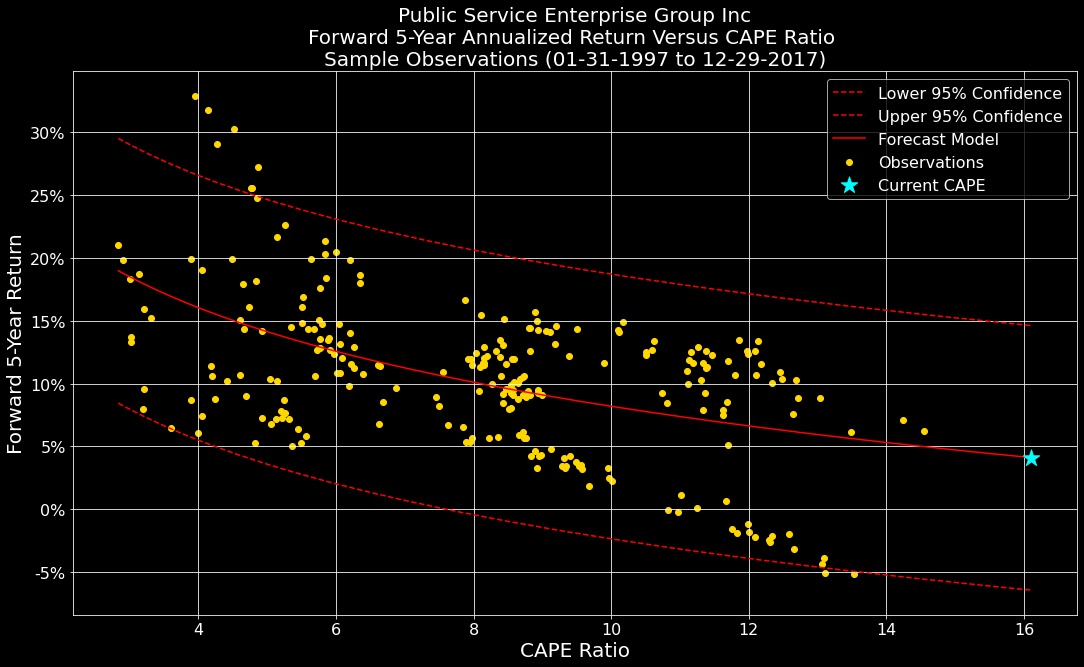 Public Service Enterprise Group Inc
Forward 5-Year Annualized Return Versus CAPE Ratio
Sample Observations (01-31-1997 to 12-29-2017)
Lower 95% Confidence
Upper 95% Confidence
Forecast Model
Observations
Current CAPE
Forward 5-Year Return
30%
25%
20%
15%
10%
5%
0%
-5%
4 6 8 10 12 14 16
CAPE Ratio